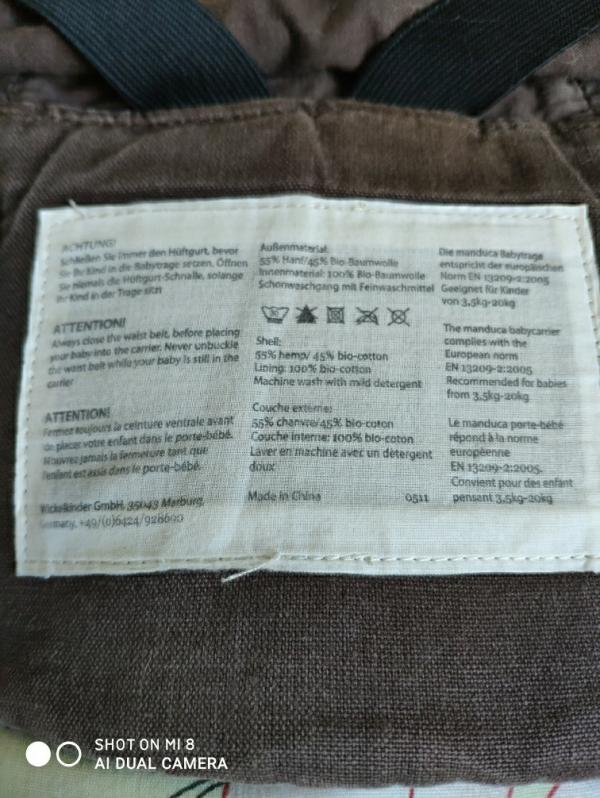 ACHTUNG!
Schließen Sie immer den Hüftgurt, bevor
Sie Ihr Kind in die Babytrage setzen. Öffnen
Sie niemals die Hüftgurt-Schnalle, solange
Ihr Kind in der Trage sitzt
ATTENTION!
Always close the waist belt, before placing
your baby into the carrier. Never unbuckle
the waist belt while your baby is still in the
carrier
ATTENTION!
Fermez toujours la ceinture ventrale avant
de placer votre enfant dans le porte-bébé.
N'ouvrez jamais la fermeture tant que
l'enfant est assis dans le porte-bébé.
Wickelkinder GmbH, 35043 Marburg,
Germany, +49/(0)6424/928690
Außenmaterial:
55% Hanf/45% Bio-Baumwolle
Innenmaterial: 100% Bio-Baumwolle
Schonwaschgang mit Feinwaschmittel
Shell:
55% hemp/ 45% bio-cotton
Lining: 100% bio-cotton
Machine wash with mild detergent
Couche externe:
55% chanvre/45% bio-coton
Couche interne: 100% bio-coton
Laver en machine avec un détergent
doux
Made in China 0511
Die manduca Babytrage
entspricht der europäischen
Norm EN 13209-2:2005
Geeignet für Kinder
von 3,5kg-20kg
The manduca babycarrier
complies with the
European norm
EN 13209-2:2005
Recommended for babies
from 3,5kg-20kg
Le manduca porte-bébé
répond à la norme
européenne
EN 13209-2:2005.
Convient pour des enfant
pensant 3,5kg-20kg
SHOT ON MI 8
AI DUAL CAMERA